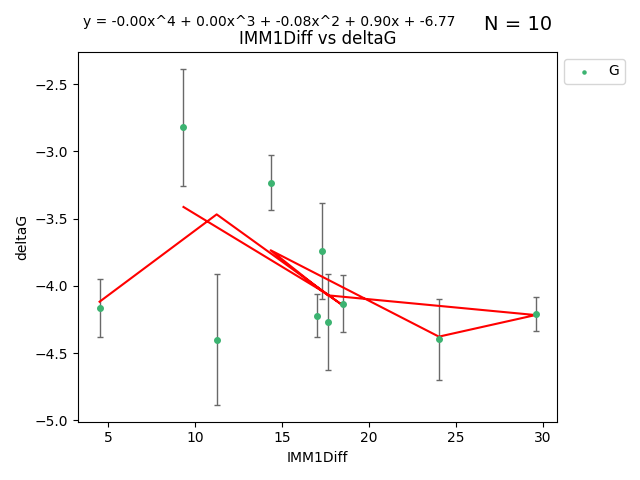 y = -0.00x^4 + 0.00x^3 + -0.08x^2 + 0.90x + -6.77
N = 10
IMM1Diff vs deltaG
G
−2.5
−3.0
−3.5
−4.0
−4.5
−5.0
deltaG
5 10 15 20 25 30
IMM1Diff